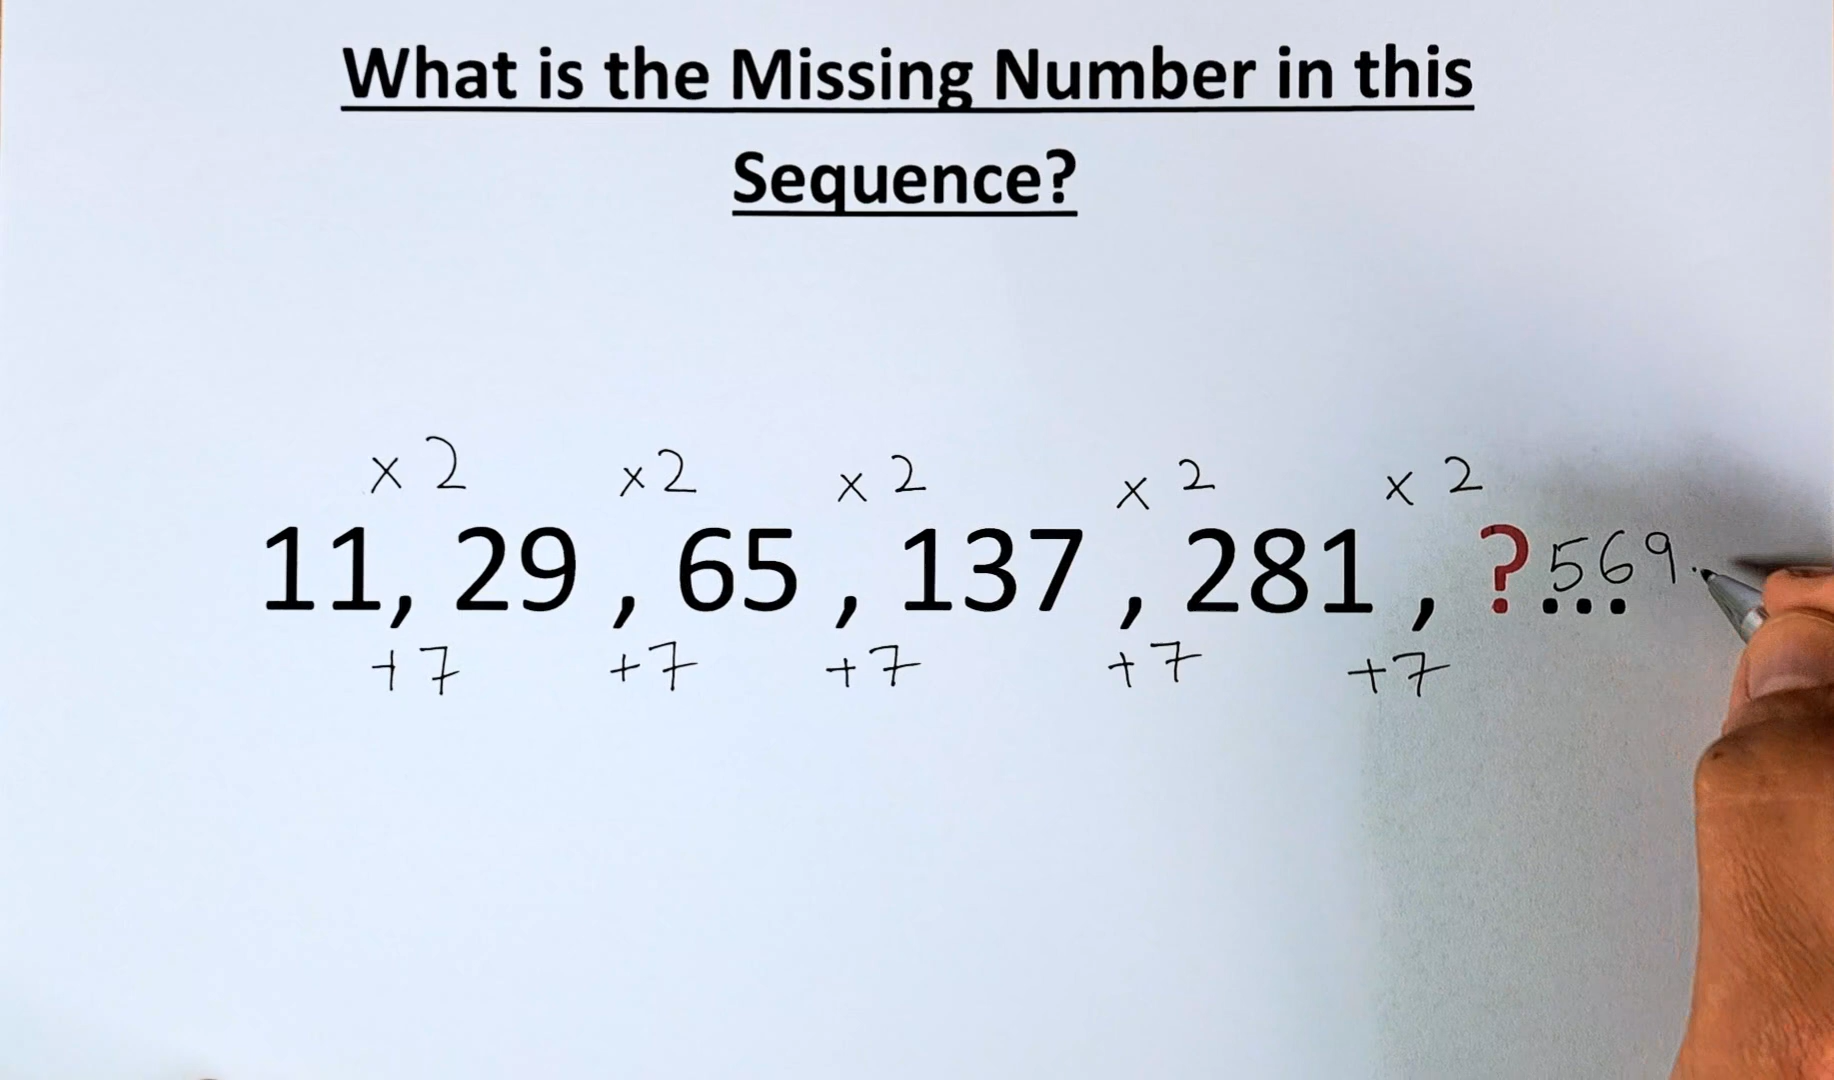 What is the Missing Number in this
Sequence?
x 2 x 2 x 2 x 2 x 2
11, 29 , 65 , 137 , 281 , ?... 569.
+7 +7 +7 +7 +7